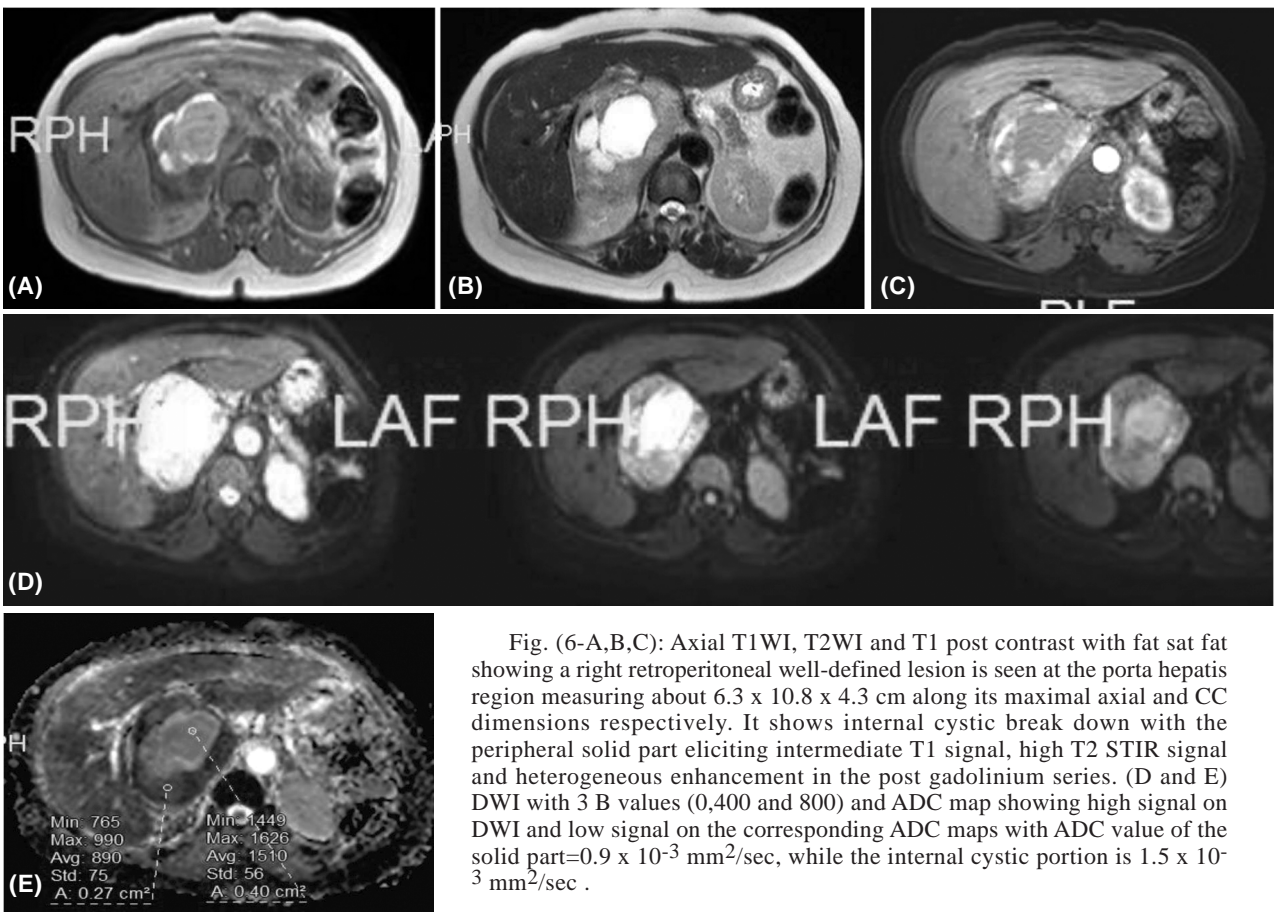 RPH
PH
(A)
(B)
(C)
RPH LAF RPH LAF RPH
(D)
PH
Min: 765
Max: 990
Avg: 890
Std: 75
A: 0.27 cm²
Min: 1449
Max: 1626
Avg: 1510
Std: 56
A: 0.40 cm²
(E)
Fig. (6-A,B,C): Axial T1WI, T2WI and T1 post contrast with fat sat fat
showing a right retroperitoneal well-defined lesion is seen at the porta hepatis
region measuring about 6.3 x 10.8 x 4.3 cm along its maximal axial and CC
dimensions respectively. It shows internal cystic break down with the
peripheral solid part eliciting intermediate T1 signal, high T2 STIR signal
and heterogeneous enhancement in the post gadolinium series. (D and E)
DWI with 3 B values (0,400 and 800) and ADC map showing high signal on
DWI and low signal on the corresponding ADC maps with ADC value of the
solid part=0.9 x 10-3 mm2/sec, while the internal cystic portion is 1.5 x 10-
3 mm2/sec .